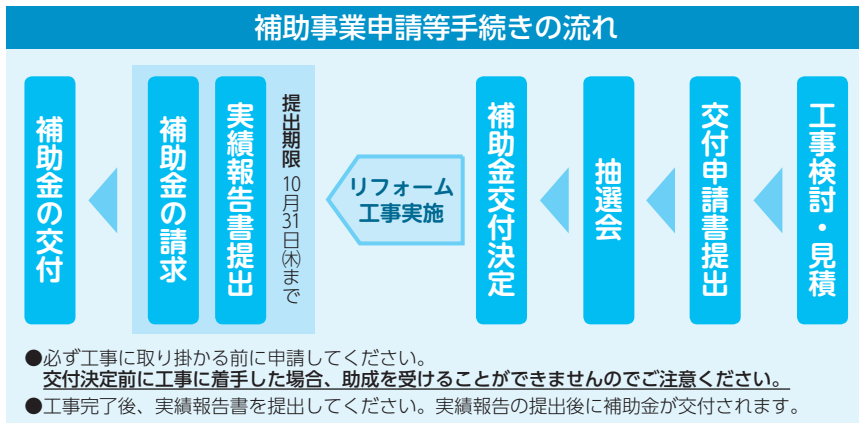 補助事業申請等手続きの流れ
工事検討・見積
交付申請書提出
抽選会
補助金交付決定
リフォーム
工事実施
提出期限 10月31日㈭まで
実績報告書提出
補助金の請求
補助金の交付
●必ず工事に取り掛かる前に申請してください。
交付決定前に工事に着手した場合、助成を受けることができませんのでご注意ください。
●工事完了後、実績報告書を提出してください。実績報告の提出後に補助金が交付されます。